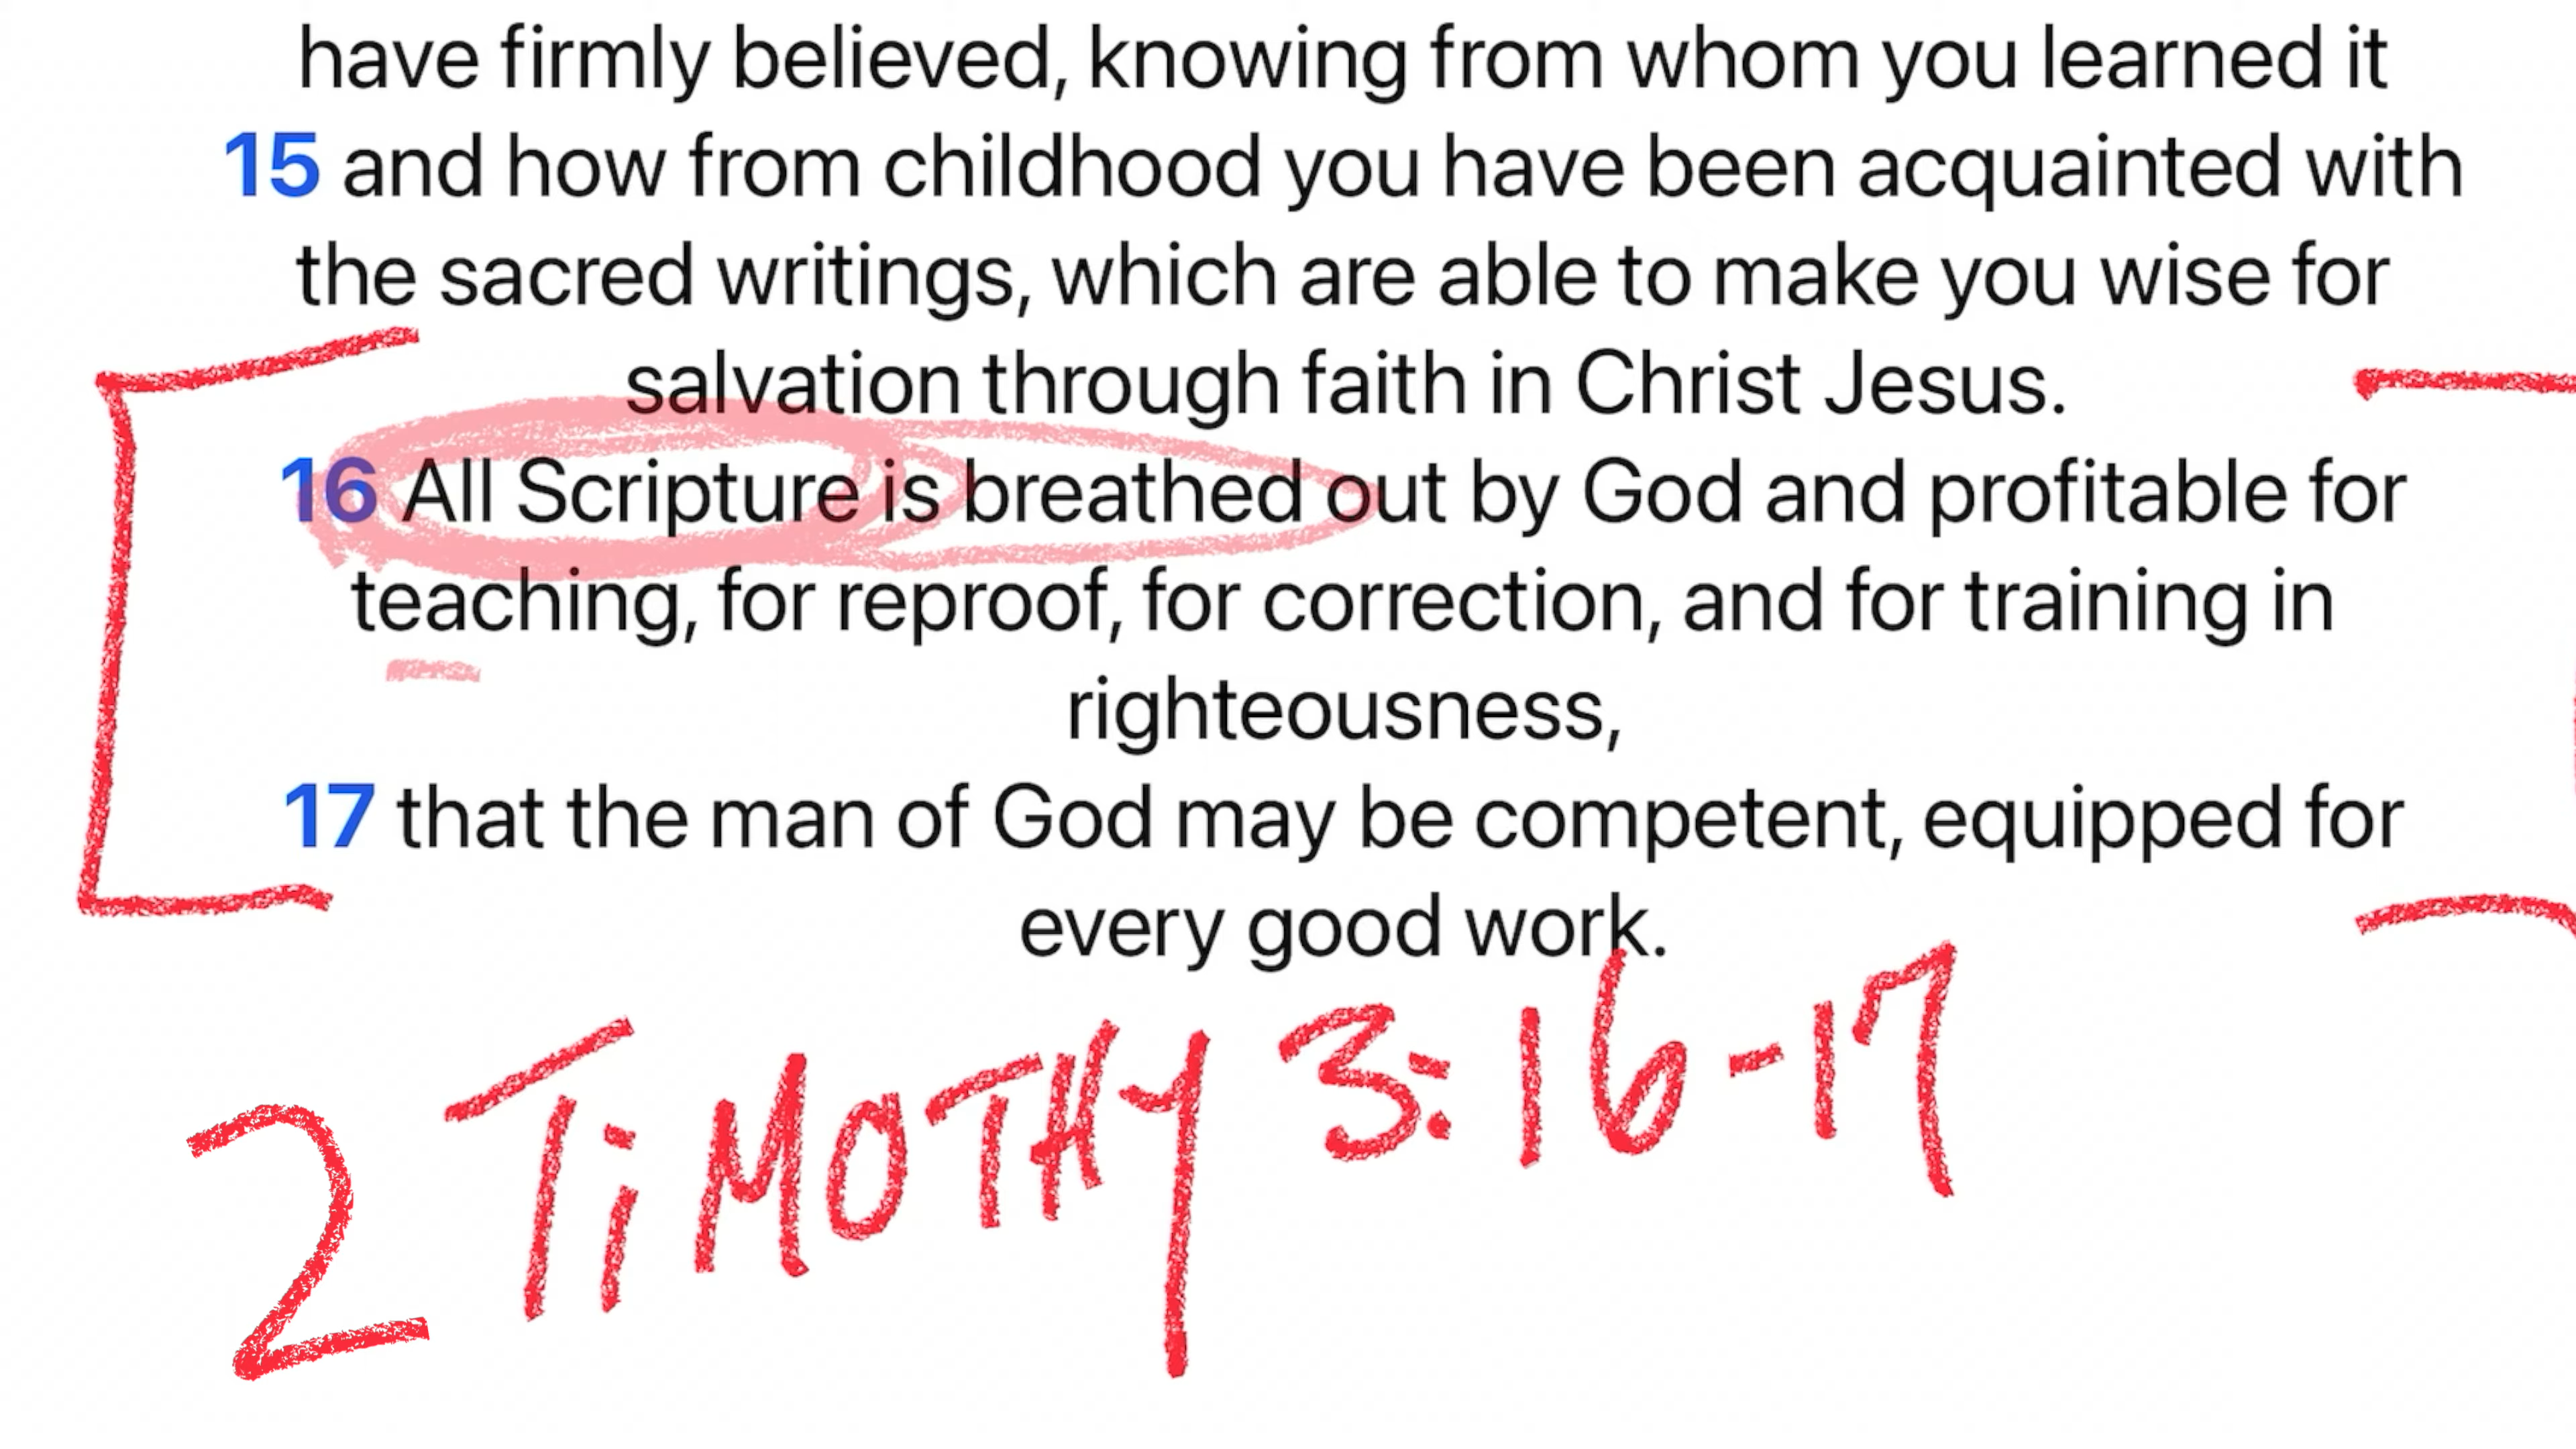 have firmly believed, knowing from whom you learned it
15 and how from childhood you have been acquainted with
the sacred writings, which are able to make you wise for
salvation through faith in Christ Jesus.
16 All Scripture is breathed out by God and profitable for
teaching, for reproof, for correction, and for training in
righteousness,
17 that the man of God may be competent, equipped for
every good work.
2 TiMOTHY 3:16-17